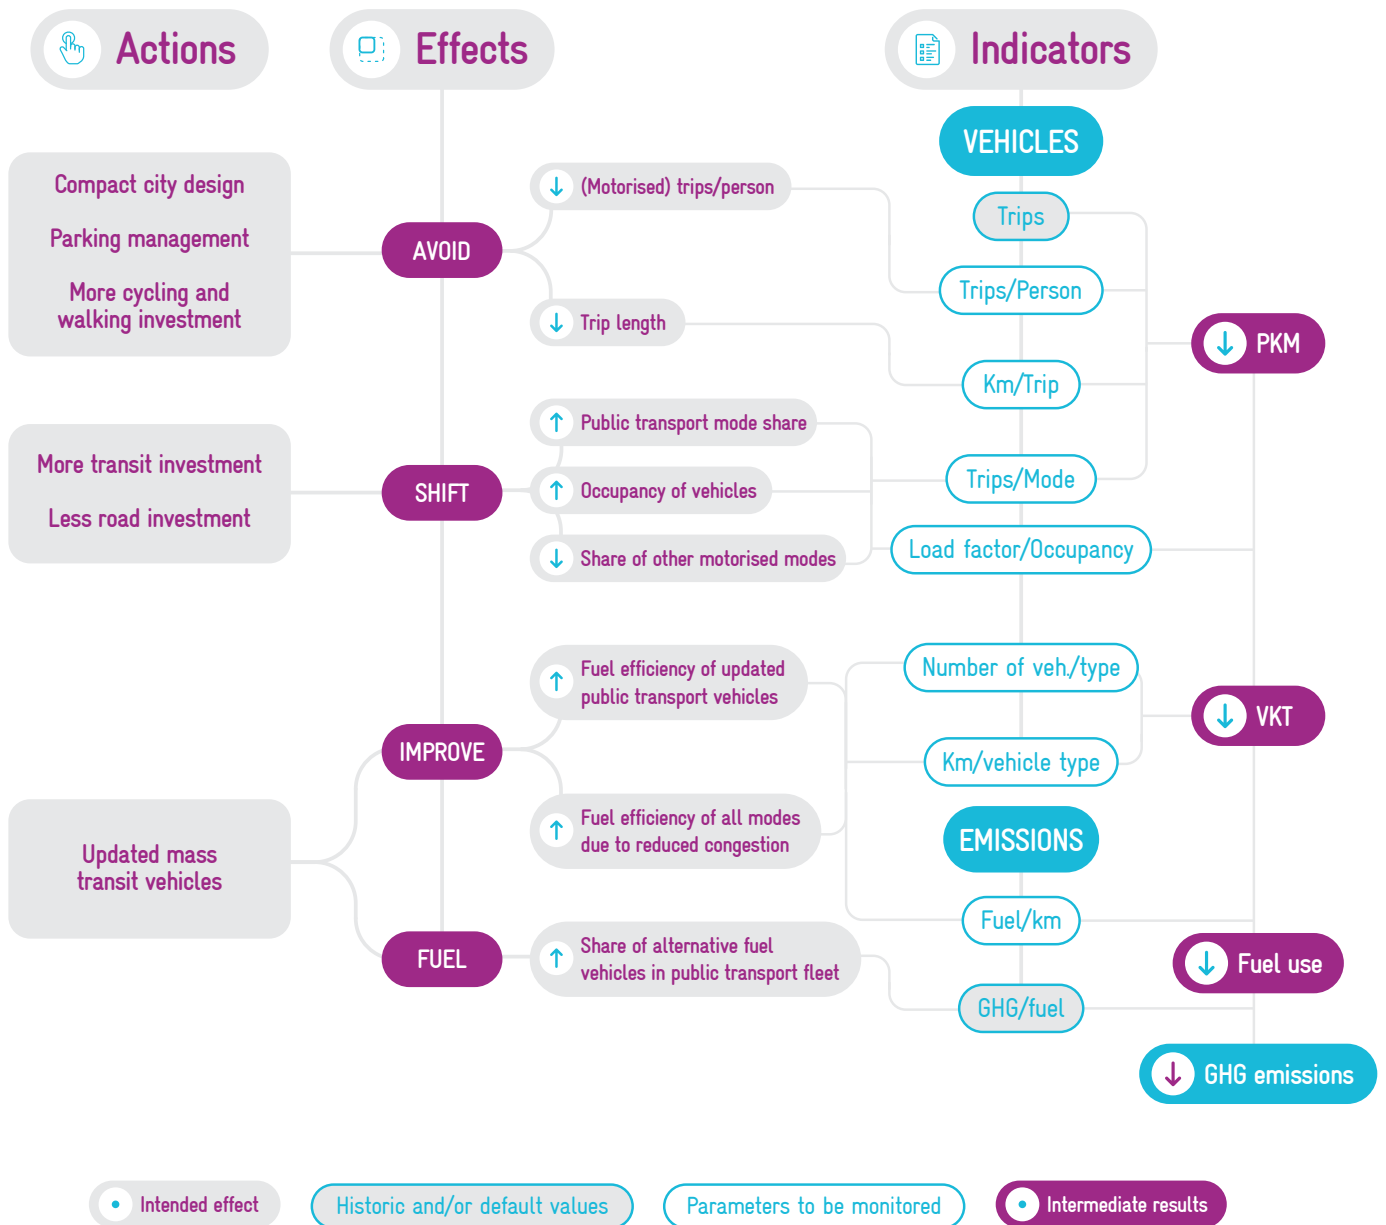 Actions
Effects
Indicators
Compact city design
Parking management
More cycling and
walking investment
More transit investment
Less road investment
Updated mass
transit vehicles
AVOID
SHIFT
IMPROVE
FUEL
↓ (Motorised) trips/person
↓ Trip length
↑ Public transport mode share
↑ Occupancy of vehicles
↓ Share of other motorised modes
↑ Fuel efficiency of updated
public transport vehicles
↑ Fuel efficiency of all modes
due to reduced congestion
↑ Share of alternative fuel
vehicles in public transport fleet
VEHICLES
Trips
Trips/Person
Km/Trip
Trips/Mode
Load factor/Occupancy
Number of veh./type
Km/vehicle type
EMISSIONS
Fuel/km
GHG/fuel
↓ PKM
↓ VKT
↓ Fuel use
↓ GHG emissions
Intended effect
Historic and/or default values
Parameters to be monitored
Intermediate results